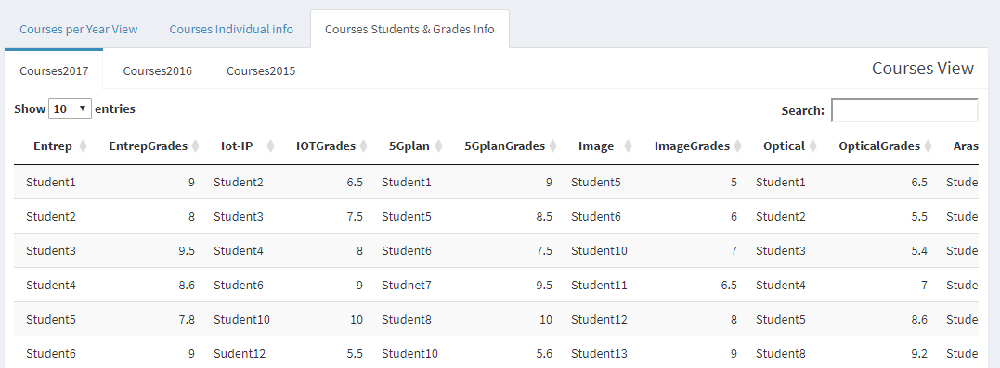 Courses per Year View Courses Individual info Courses Students & Grades Info
Courses2017 Courses2016 Courses2015 Courses View
Show 10 entries Search:
Entrep EntrepGrades Iot-IP IOTGrades 5Gplan 5GplanGrades Image ImageGrades Optical OpticalGrades Aras
Student1 9 Student2 6.5 Student1 9 Student5 5 Student1 6.5 Stude
Student2 8 Student3 7.5 Student5 8.5 Student6 6 Student2 5.5 Stude
Student3 9.5 Student4 8 Student6 7.5 Student10 7 Student3 5.4 Stude
Student4 8.6 Student6 9 Studnet7 9.5 Student11 6.5 Student4 7 Stude
Student5 7.8 Student10 10 Student8 10 Student12 8 Student5 8.6 Stude
Student6 9 Sudent12 5.5 Student10 5.6 Student13 9 Student8 9.2 Stude